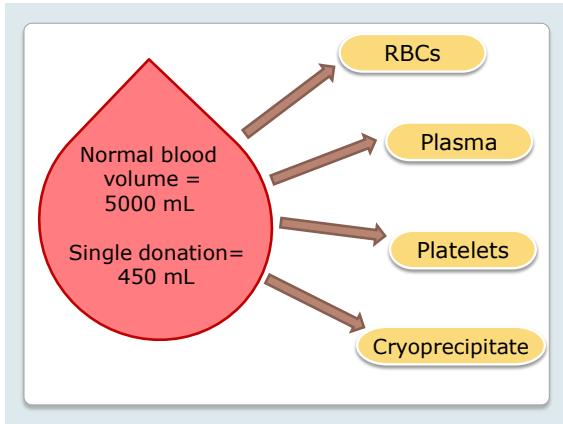 Normal blood
volume =
5000 mL
Single donation=
450 mL
RBCs
Plasma
Platelets
Cryoprecipitate